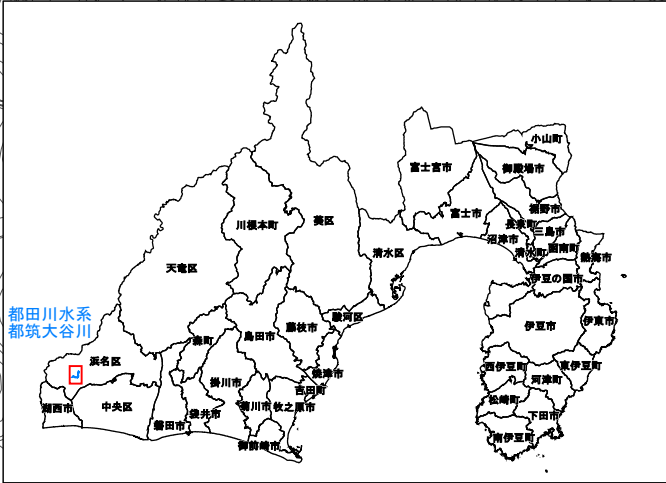 小山町
富士宮市
御殿場市
裾野市
富士市
長泉町
三島市
沼津市
清水町
函南町
熱海市
伊豆の国市
川根本町
葵区
清水区
天竜区
都田川水系
都筑大谷川
駿河区
伊豆市
伊東市
藤枝市
島田市
森町
浜名区
焼津市
西伊豆町
東伊豆町
河津町
掛川市
吉田町
松崎町
湖西市
中央区
磐田市
袋井市
菊川市
牧之原市
下田市
南伊豆町
御前崎市